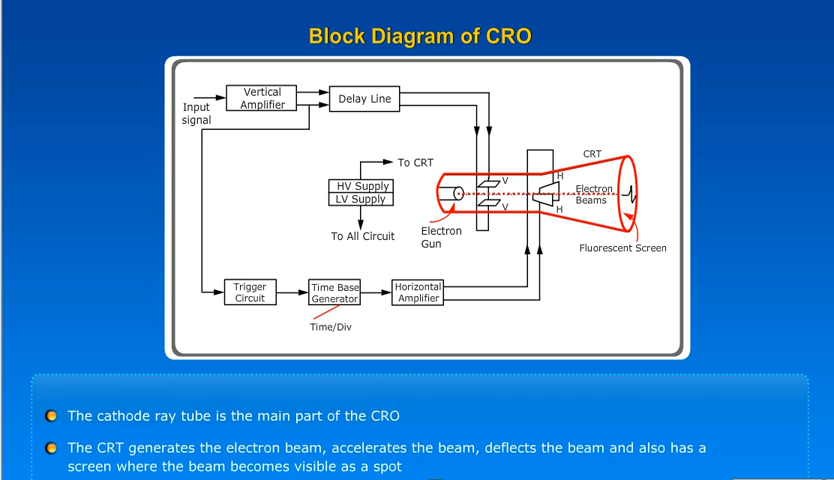 Block Diagram of CRO
Input
signal
Vertical
Amplifier
Delay Line
To CRT
HV Supply
LV Supply
To All Circuit
CRT
V
V
H
H
Electron
Beams
Electron
Gun
Fluorescent Screen
Trigger
Circuit
Time Base
Generator
Horizontal
Amplifier
Time/Div
The cathode ray tube is the main part of the CRO
The CRT generates the electron beam, accelerates the beam, deflects the beam and also has a
screen where the beam becomes visible as a spot